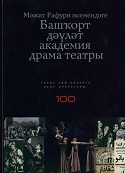 Мәжит Ғафури исемендәге
Башҡорт
дәүләт
академия
драма театры
100